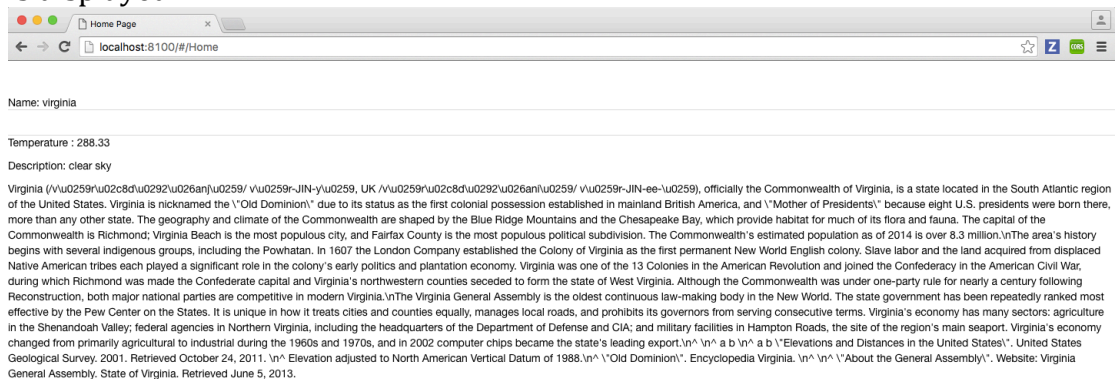 Home Page
localhost:8100/#/Home
Z
CORS
Name: virginia
Temperature : 288.33
Description: clear sky
Virginia (/v\u0259r\u02c8d\u0292\u026anj\u0259/ v\u0259r-JIN-y\u0259, UK /v\u0259r\u02c8d\u0292\u026ani\u0259/ v\u0259r-JIN-ee-\u0259), officially the Commonwealth of Virginia, is a state located in the South Atlantic region
of the United States. Virginia is nicknamed the \"Old Dominion\" due to its status as the first colonial possession established in mainland British America, and \"Mother of Presidents\" because eight U.S. presidents were born there,
more than any other state. The geography and climate of the Commonwealth are shaped by the Blue Ridge Mountains and the Chesapeake Bay, which provide habitat for much of its flora and fauna. The capital of the
Commonwealth is Richmond; Virginia Beach is the most populous city, and Fairfax County is the most populous political subdivision. The Commonwealth's estimated population as of 2014 is over 8.3 million.\nThe area's history
begins with several indigenous groups, including the Powhatan. In 1607 the London Company established the Colony of Virginia as the first permanent New World English colony. Slave labor and the land acquired from displaced
Native American tribes each played a significant role in the colony's early politics and plantation economy. Virginia was one of the 13 Colonies in the American Revolution and joined the Confederacy in the American Civil War,
during which Richmond was made the Confederate capital and Virginia's northwestern counties seceded to form the state of West Virginia. Although the Commonwealth was under one-party rule for nearly a century following
Reconstruction, both major national parties are competitive in modern Virginia.\nThe Virginia General Assembly is the oldest continuous law-making body in the New World. The state government has been repeatedly ranked most
effective by the Pew Center on the States. It is unique in how it treats cities and counties equally, manages local roads, and prohibits its governors from serving consecutive terms. Virginia's economy has many sectors: agriculture
in the Shenandoah Valley; federal agencies in Northern Virginia, including the headquarters of the Department of Defense and CIA; and military facilities in Hampton Roads, the site of the region's main seaport. Virginia's economy
changed from primarily agricultural to industrial during the 1960s and 1970s, and in 2002 computer chips became the state's leading export.\n^ \n^ a b \n^ a b \"Elevations and Distances in the United States\". United States
Geological Survey. 2001. Retrieved October 24, 2011. \n^ Elevation adjusted to North American Vertical Datum of 1988.\n^ \"Old Dominion\". Encyclopedia Virginia. \n^ \n^ \"About the General Assembly\". Website: Virginia
General Assembly. State of Virginia. Retrieved June 5, 2013.